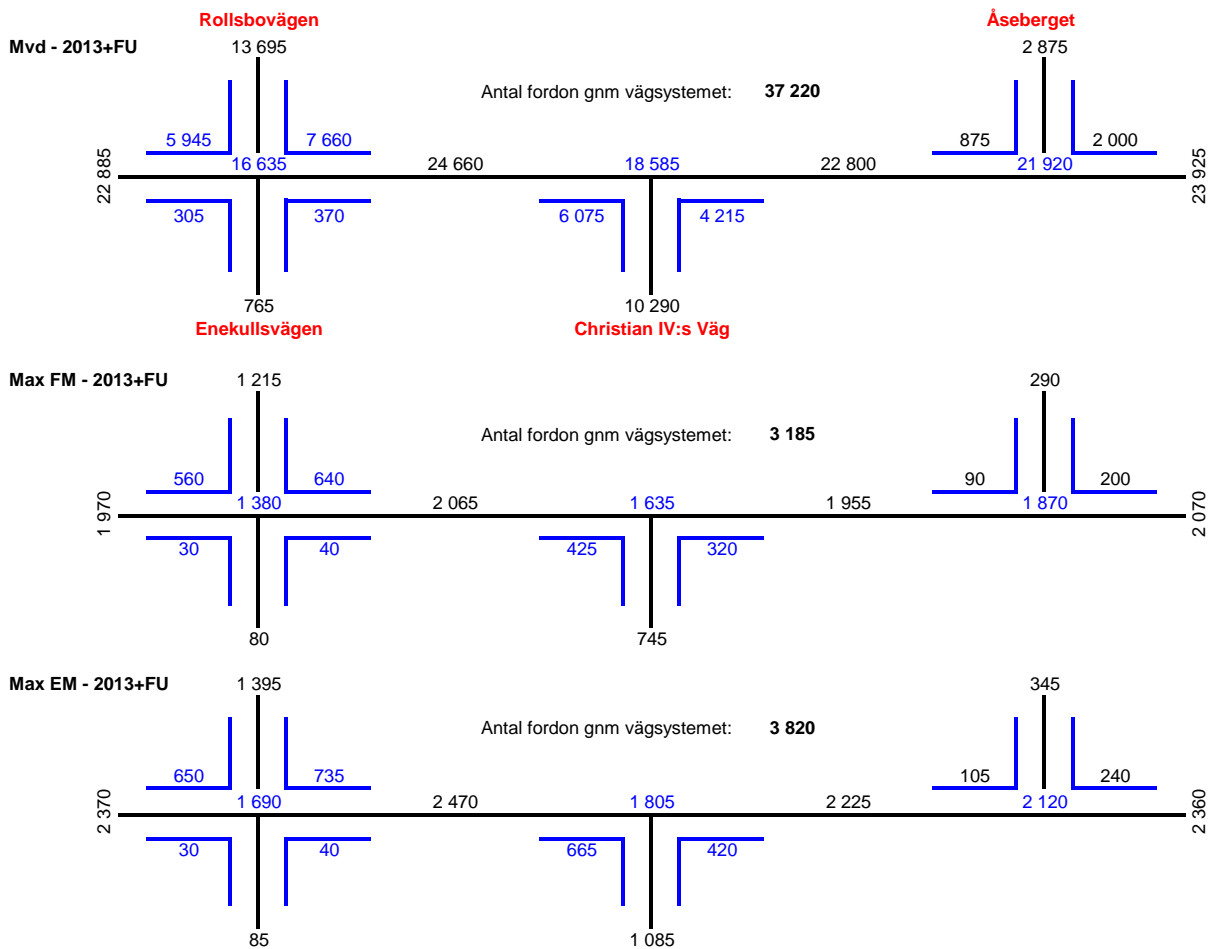 Rollsbovägen Åseberget
Mvd - 2013+FU 13 695 2 875
Antal fordon gnm vägsystemet: 37 220
5 945 7 660 875 2 000
22 885 16 635 24 660 18 585 22 800 21 920 23 925
305 370 6 075 4 215
765 10 290
Enekullsvägen Christian IV:s Väg
Max FM - 2013+FU 1 215 290
Antal fordon gnm vägsystemet: 3 185
560 640 90 200
1 970 1 380 2 065 1 635 1 955 1 870 2 070
30 40 425 320
80 745
Max EM - 2013+FU 1 395 345
Antal fordon gnm vägsystemet: 3 820
650 735 105 240
2 370 1 690 2 470 1 805 2 225 2 120 2 360
30 40 665 420
85 1 085